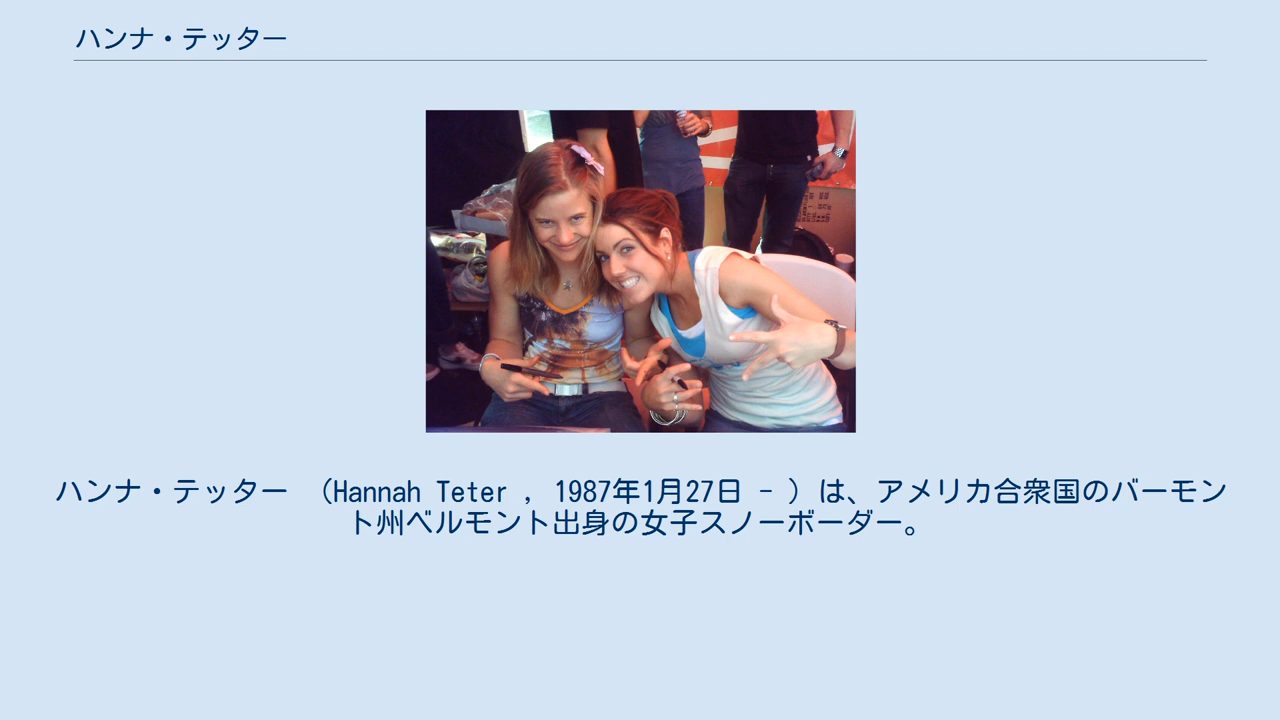 ハンナ・テッター
ハンナ・テッター （Hannah Teter , 1987年1月27日 - ）は、アメリカ合衆国のバーモン
ト州ベルモント出身の女子スノーボーダー。